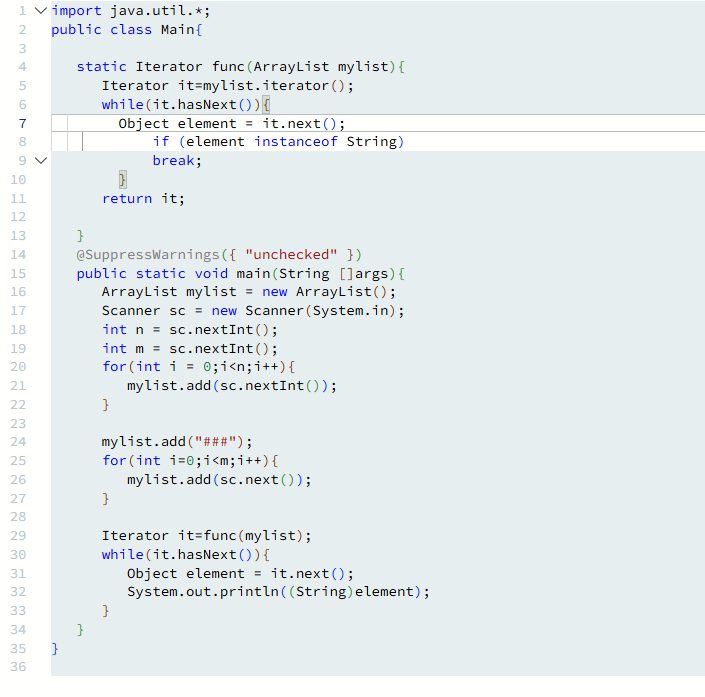 1 import java.util.*;
2 public class Main{
3
4 static Iterator func(ArrayList mylist){
5 Iterator it=mylist.iterator();
6 while(it.hasNext()){
7 Object element = it.next();
8 if (element instanceof String)
9 break;
10 }
11 return it;
12
13 }
14 @SuppressWarnings({ "unchecked" })
15 public static void main(String []args){
16 ArrayList mylist = new ArrayList();
17 Scanner sc = new Scanner(System.in);
18 int n = sc.nextInt();
19 int m = sc.nextInt();
20 for(int i = 0;i<n;i++){
21 mylist.add(sc.nextInt());
22 }
23
24 mylist.add("###");
25 for(int i=0;i<m;i++){
26 mylist.add(sc.next());
27 }
28
29 Iterator it=func(mylist);
30 while(it.hasNext()){
31 Object element = it.next();
32 System.out.println((String)element);
33 }
34 }
35 }
36